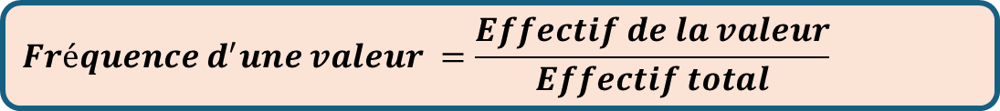 Fréquence d'une valeur = Effectif de la valeur / Effectif total